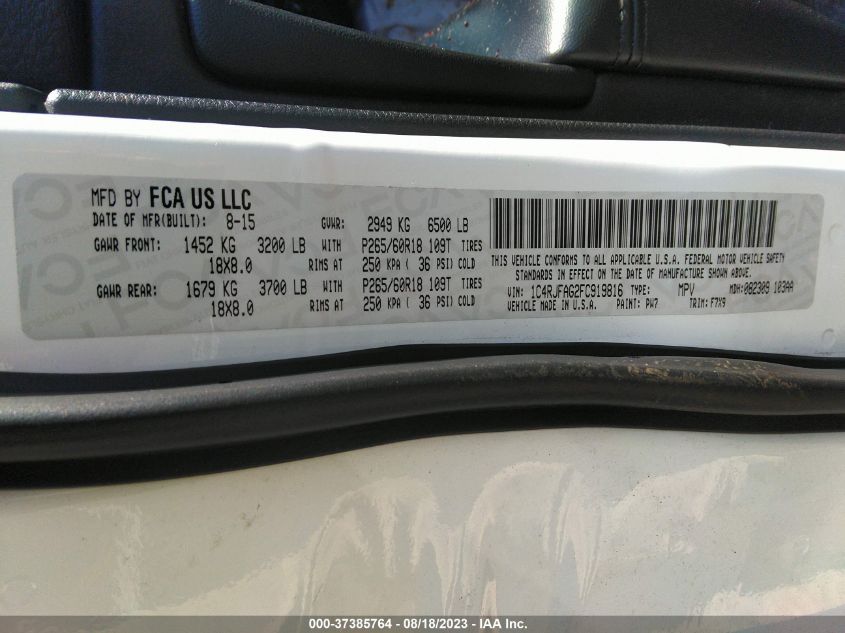 MFD BY FCA US LLC
DATE OF MFR(BUILT): 8-15 GVWR: 2949 KG 6500 LB
GAWR FRONT: 1452 KG 3200 LB WITH P265/60R18 109T TIRES
18X8.0 RIMS AT 250 KPA ( 36 PSI) COLD
GAWR REAR: 1679 KG 3700 LB WITH P265/60R18 109T TIRES
18X8.0 RIMS AT 250 KPA ( 36 PSI) COLD
THIS VEHICLE CONFORMS TO ALL APPLICABLE U.S.A. FEDERAL MOTOR VEHICLE SAFETY
STANDARDS IN EFFECT ON THE DATE OF MANUFACTURE SHOWN ABOVE.
VIN: 1C4RJFAG2FC919816 TYPE: MPV MDH: 082309 103AA
VEHICLE MADE IN U.S.A. PAINT: PW7 TRIM: F7X9
000-37385764 - 08/18/2023 - IAA Inc.